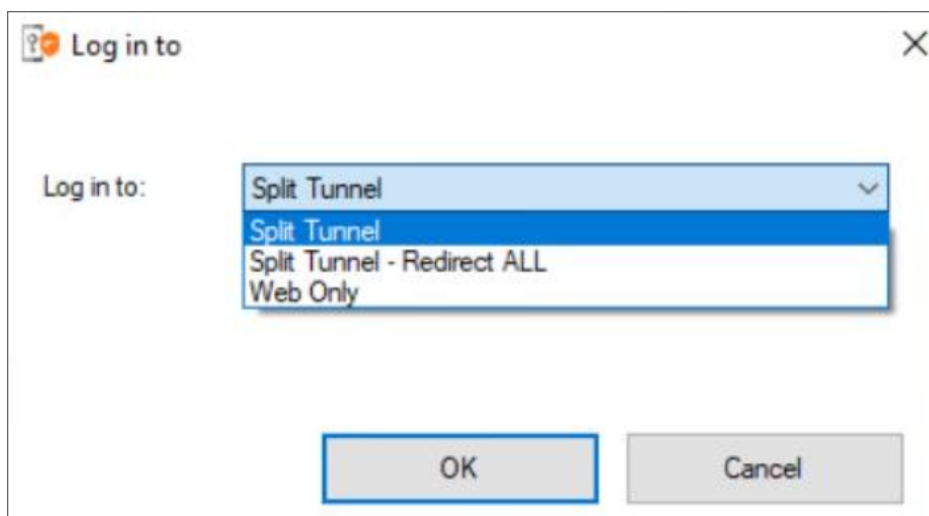 Log in to
Log in to:
Split Tunnel
Split Tunnel
Split Tunnel - Redirect ALL
Web Only
OK
Cancel